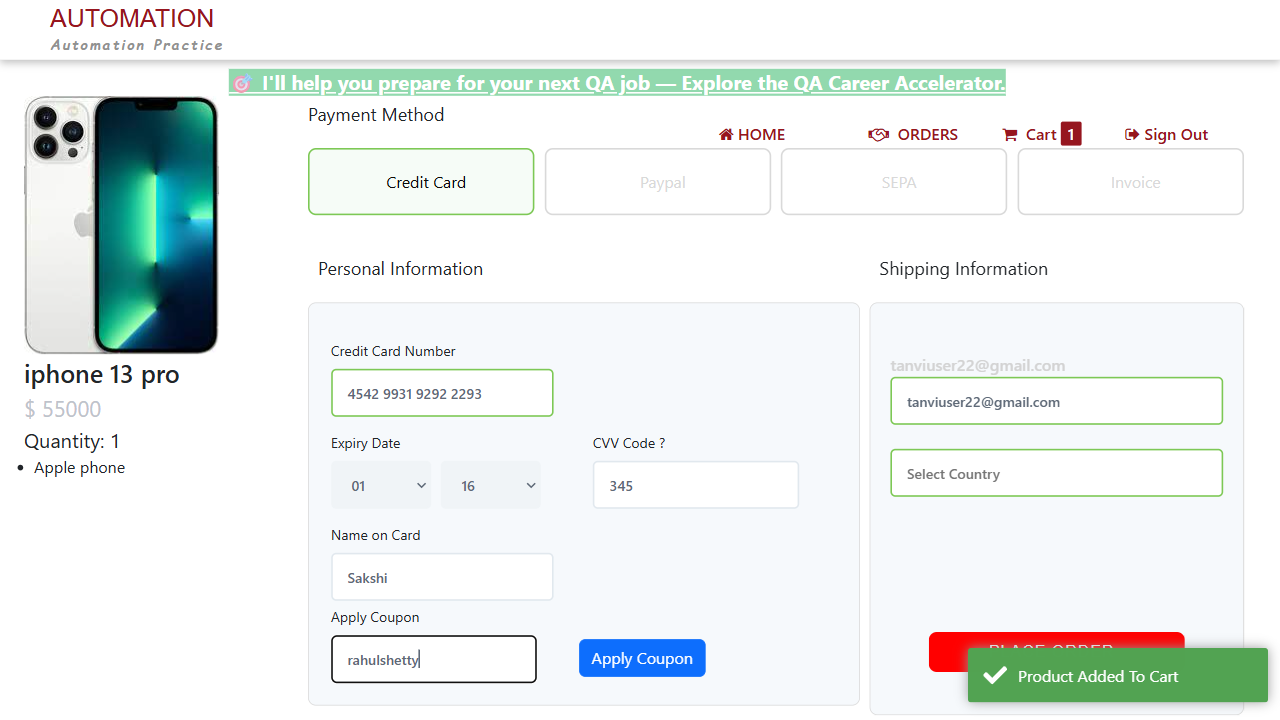 AUTOMATION
Automation Practice
🎯 I'll help you prepare for your next QA job — Explore the QA Career Accelerator.
Payment Method
HOME
ORDERS
Cart 1
Sign Out
Credit Card
Paypal
SEPA
Invoice
iphone 13 pro
$ 55000
Quantity: 1
Apple phone
Personal Information
Credit Card Number
4542 9931 9292 2293
Expiry Date
CVV Code ?
01
16
345
Name on Card
Sakshi
Apply Coupon
rahulshetty
Apply Coupon
Shipping Information
tanviuser22@gmail.com
tanviuser22@gmail.com
Select Country
PLACE ORDER
Product Added To Cart